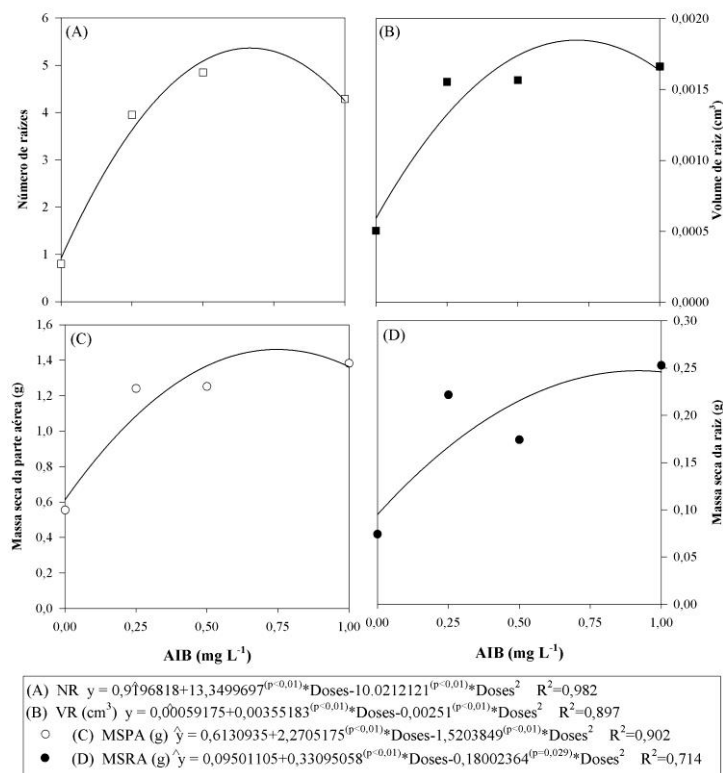 (A)
6
5
4
3
2
1
0
Número de raízes
(B)
0,0020
0,0015
0,0010
0,0005
0,0000
Volume de raiz (cm³)
(C)
1,6
1,4
1,2
1,0
0,8
0,6
0,4
0,2
0,0
Massa seca da parte aérea (g)
0,00 0,25 0,50 0,75 1,00
AIB (mg L⁻¹)
(D)
0,30
0,25
0,20
0,15
0,10
0,05
0,00
Massa seca da raiz (g)
0,00 0,25 0,50 0,75 1,00
AIB (mg L⁻¹)
(A) NR y = 0,9̂196818+13,3499697⁽ᵖ<⁰,⁰¹⁾*Doses-10.0212121⁽ᵖ<⁰,⁰¹⁾*Doses² R²=0,982
(B) VR (cm³) y = 0,0̂0059175+0,00355183⁽ᵖ<⁰,⁰¹⁾*Doses-0,00251⁽ᵖ<⁰,⁰¹⁾*Doses² R²=0,897
(C) MSPA (g) ^y = 0,6130935+2,2705175⁽ᵖ<⁰,⁰¹⁾*Doses-1,5203849⁽ᵖ<⁰,⁰¹⁾*Doses² R²=0,902
(D) MSRA (g) ^y = 0,09501105+0,33095058⁽ᵖ<⁰,⁰¹⁾*Doses-0,18002364⁽ᵖ⁼⁰,⁰²⁹⁾*Doses² R²=0,714